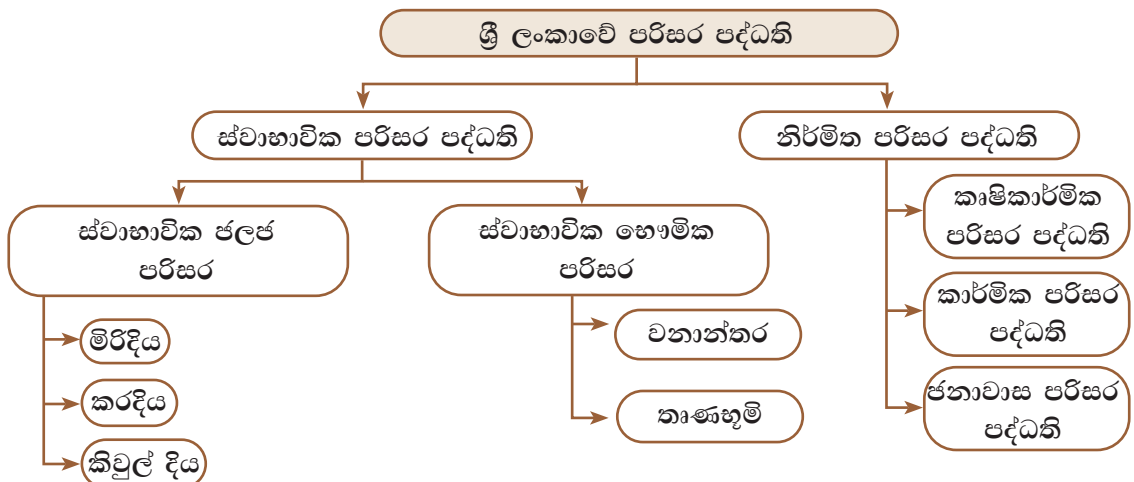 ශ්‍රී ලංකාවේ පරිසර පද්ධති
ස්වාභාවික පරිසර පද්ධති
නිර්මිත පරිසර පද්ධති
ස්වාභාවික ජලජ
පරිසර
මිරිදිය
කරදිය
කිවුල් දිය
ස්වාභාවික භෞමික
පරිසර
වනාන්තර
තෘණභූමි
කෘෂිකාර්මික
පරිසර පද්ධති
කාර්මික පරිසර
පද්ධති
ජනාවාස පරිසර
පද්ධති